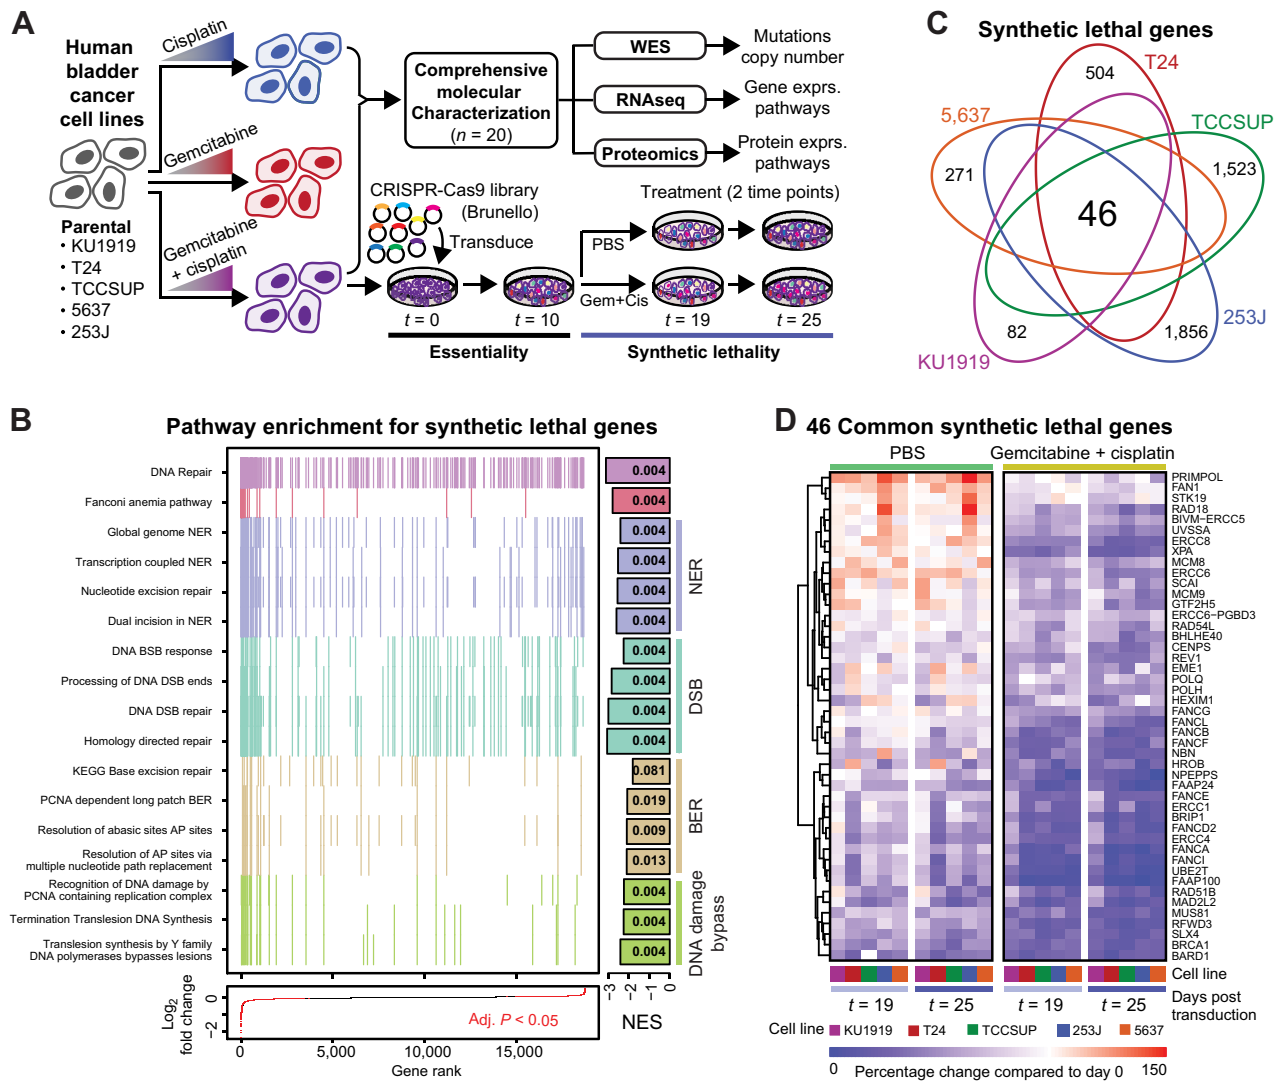 A
Human
bladder
cancer
cell lines
Parental
• KU1919
• T24
• TCCSUP
• 5637
• 253J
Cisplatin
Gemcitabine
Gemcitabine
+ cisplatin
Comprehensive
molecular
Characterization
(n = 20)
WES
RNAseq
Proteomics
Mutations
copy number
Gene exprs.
pathways
Protein exprs.
pathways
CRISPR-Cas9 library
(Brunello)
Transduce
Treatment (2 time points)
PBS
Gem+Cis
t = 0
t = 10
t = 19
t = 25
Essentiality
Synthetic lethality
C
Synthetic lethal genes
504
T24
5,637
TCCSUP
271
1,523
46
82
1,856
253J
KU1919
B
Pathway enrichment for synthetic lethal genes
DNA Repair
0.004
Fanconi anemia pathway
0.004
Global genome NER
0.004
Transcription coupled NER
0.004
Nucleotide excision repair
0.004
Dual incision in NER
0.004
NER
DNA BSB response
0.004
Processing of DNA DSB ends
0.004
DNA DSB repair
0.004
Homology directed repair
0.004
DSB
KEGG Base excision repair
0.081
PCNA dependent long patch BER
0.019
Resolution of abasic sites AP sites
0.009
Resolution of AP sites via
multiple nucleotide path replacement
0.013
BER
Recognition of DNA damage by
PCNA containing replication complex
0.004
Termination Translesion DNA Synthesis
0.004
Translesion synthesis by Y family
DNA polymerases bypasses lesions
0.004
DNA damage
bypass
−3
−2
−1
0
NES
Log2
fold change
0
−2
Adj. P < 0.05
0
5,000
10,000
15,000
Gene rank
D
46 Common synthetic lethal genes
PBS
Gemcitabine + cisplatin
PRIMPOL
FAN1
STK19
RAD18
BIVM−ERCC5
UVSSA
ERCC8
XPA
MCM8
ERCC6
SCAI
MCM9
GTF2H5
ERCC6−PGBD3
RAD54L
BHLHE40
CENPS
REV1
EME1
POLQ
POLH
HEXIM1
FANCG
FANCL
FANCB
FANCF
NBN
HROB
NPEPPS
FAAP24
FANCE
ERCC1
BRIP1
FANCD2
ERCC4
FANCA
FANCI
UBE2T
FAAP100
RAD51B
MAD2L2
MUS81
RFWD3
SLX4
BRCA1
BARD1
Cell line
t = 19
t = 25
t = 19
t = 25
Days post
transduction
Cell line
KU1919
T24
TCCSUP
253J
5637
0
Percentage change compared to day 0
150